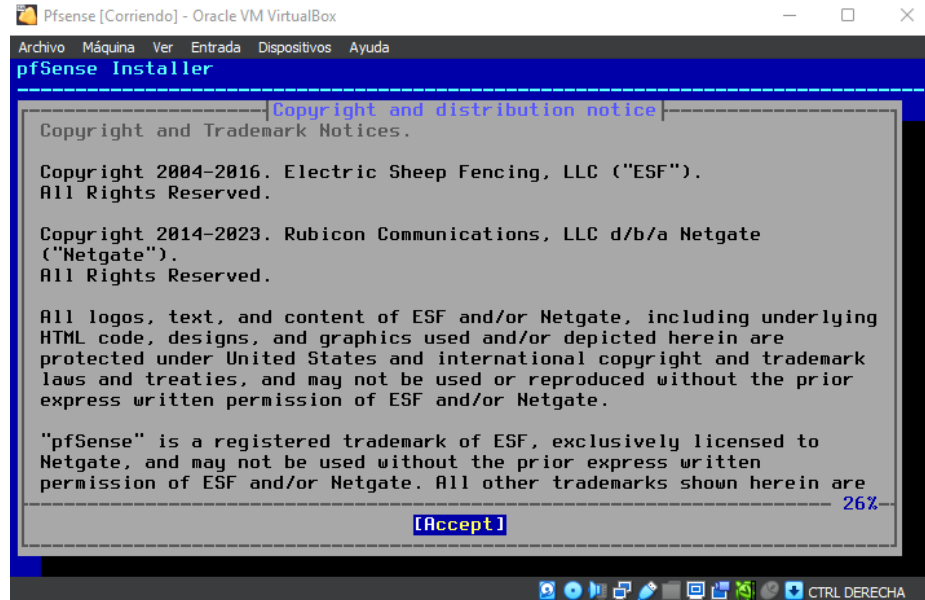 Pfsense [Corriendo] - Oracle VM VirtualBox
Archivo Máquina Ver Entrada Dispositivos Ayuda
pfSense Installer
Copyright and distribution notice
Copyright and Trademark Notices.
Copyright 2004-2016. Electric Sheep Fencing, LLC ("ESF").
All Rights Reserved.
Copyright 2014-2023. Rubicon Communications, LLC d/b/a Netgate
("Netgate").
All Rights Reserved.
All logos, text, and content of ESF and/or Netgate, including underlying
HTML code, designs, and graphics used and/or depicted herein are
protected under United States and international copyright and trademark
laws and treaties, and may not be used or reproduced without the prior
express written permission of ESF and/or Netgate.
"pfSense" is a registered trademark of ESF, exclusively licensed to
Netgate, and may not be used without the prior express written
permission of ESF and/or Netgate. All other trademarks shown herein are
26%
[Accept]
CTRL DERECHA